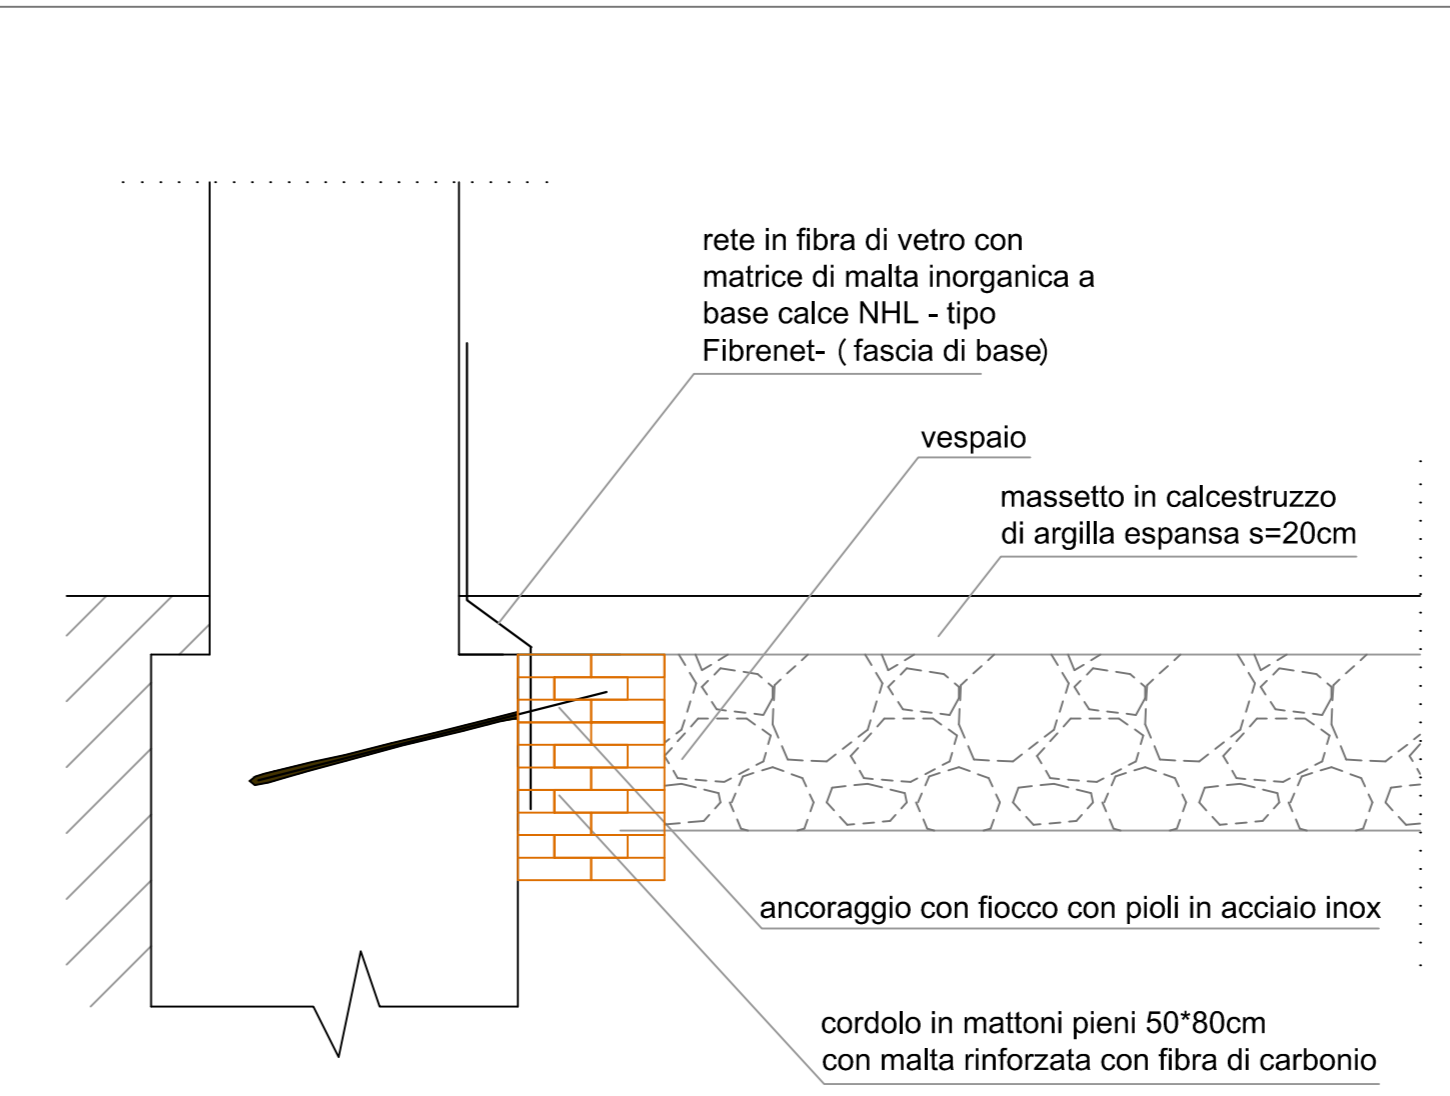 rete in fibra di vetro con
matrice di malta inorganica a
base calce NHL - tipo
Fibrenet- ( fascia di base)
vespaio
massetto in calcestruzzo
di argilla espansa s=20cm
ancoraggio con fiocco con pioli in acciaio inox
cordolo in mattoni pieni 50*80cm
con malta rinforzata con fibra di carbonio